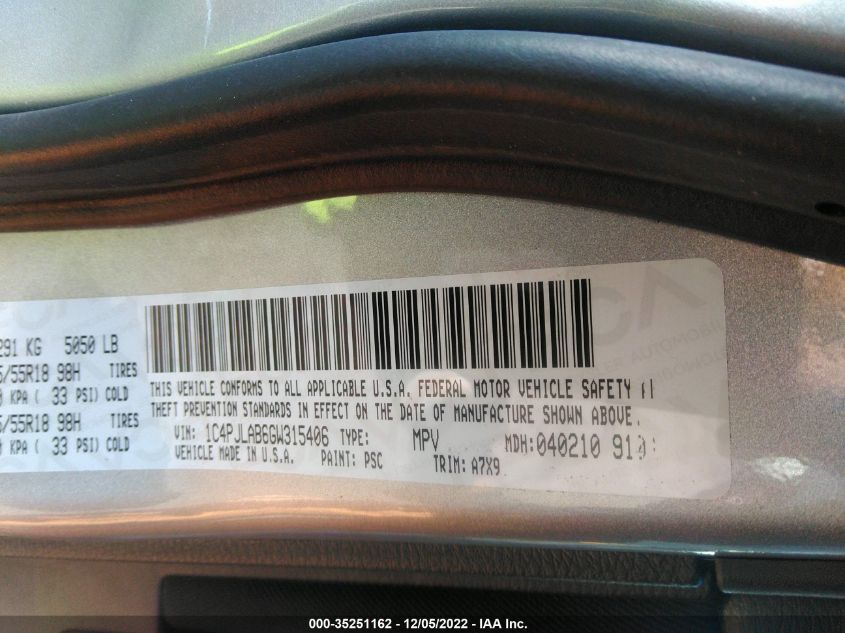 291 KG 5050 LB
/55R18 98H TIRES
KPA ( 33 PSI) COLD
/55R18 98H TIRES
KPA ( 33 PSI) COLD
THIS VEHICLE CONFORMS TO ALL APPLICABLE U.S.A. FEDERAL MOTOR VEHICLE SAFETY
THEFT PREVENTION STANDARDS IN EFFECT ON THE DATE OF MANUFACTURE SHOWN ABOVE.
VIN: 1C4PJLAB6GW315406 TYPE: MPV MDH: 040210 910
VEHICLE MADE IN U.S.A. PAINT: PSC TRIM: A7X9
000-35251162 - 12/05/2022 - IAA Inc.